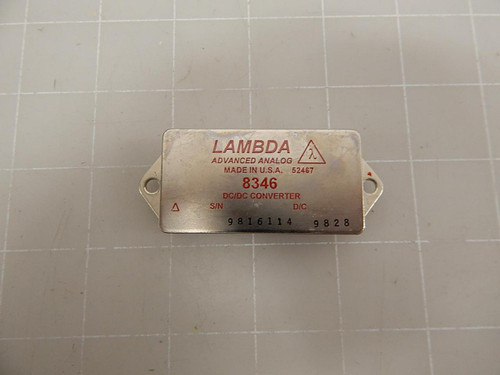 LAMBDA
ADVANCED ANALOG λ
MADE IN U.S.A. 52467
8346
DC/DC CONVERTER
Δ S/N D/C
9816114 9828